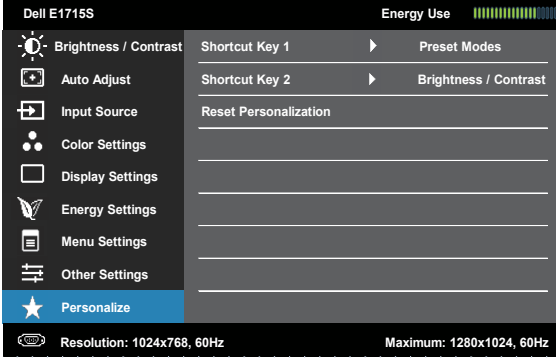 Dell E1715S Energy Use
Brightness / Contrast Shortcut Key 1 Preset Modes
Auto Adjust Shortcut Key 2 Brightness / Contrast
Input Source Reset Personalization
Color Settings
Display Settings
Energy Settings
Menu Settings
Other Settings
Personalize
Resolution: 1024x768, 60Hz Maximum: 1280x1024, 60Hz